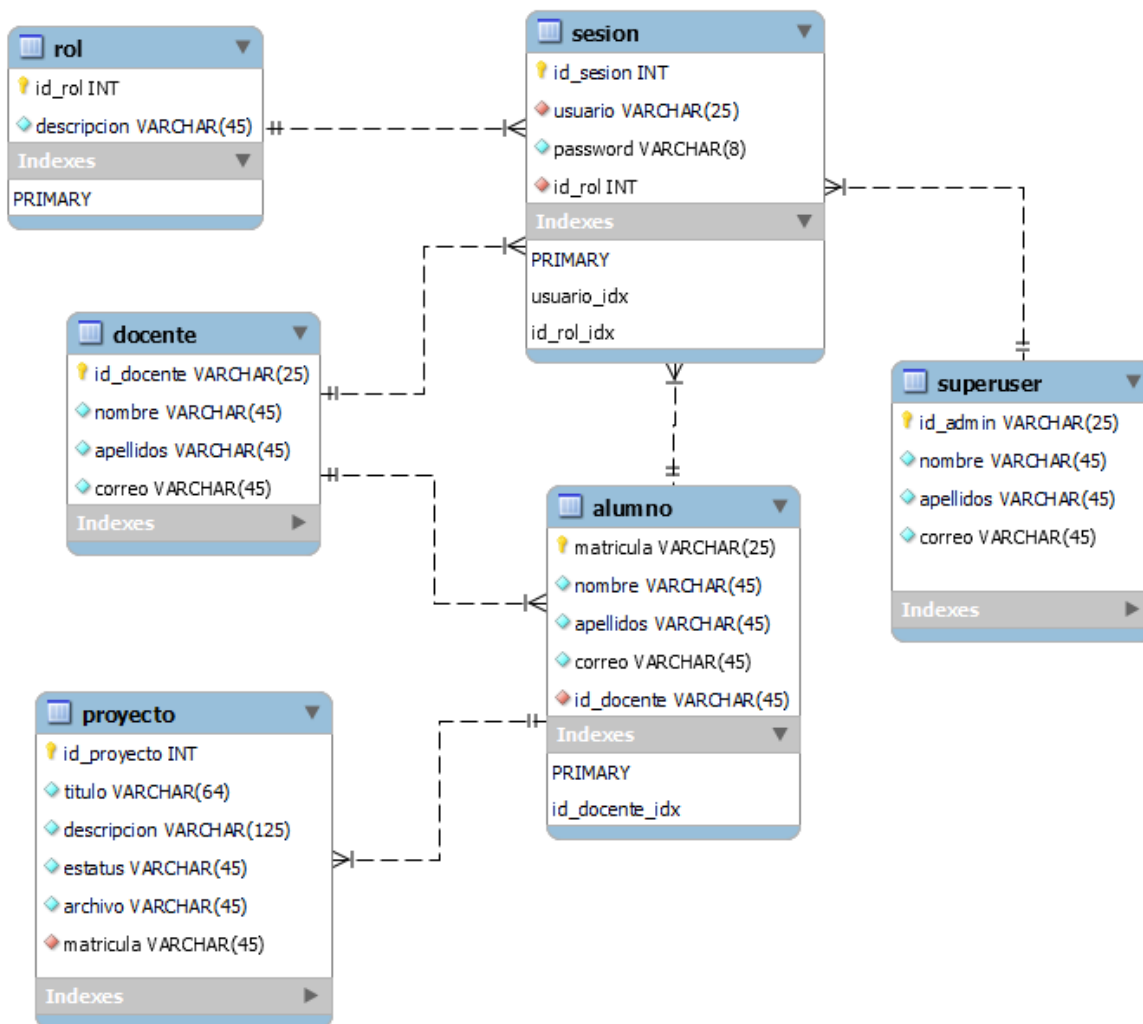 rol
id_rol INT
descripcion VARCHAR(45)
Indexes
PRIMARY
sesion
id_sesion INT
usuario VARCHAR(25)
password VARCHAR(8)
id_rol INT
Indexes
PRIMARY
usuario_idx
id_rol_idx
docente
id_docente VARCHAR(25)
nombre VARCHAR(45)
apellidos VARCHAR(45)
correo VARCHAR(45)
Indexes
superuser
id_admin VARCHAR(25)
nombre VARCHAR(45)
apellidos VARCHAR(45)
correo VARCHAR(45)
Indexes
alumno
matricula VARCHAR(25)
nombre VARCHAR(45)
apellidos VARCHAR(45)
correo VARCHAR(45)
id_docente VARCHAR(45)
Indexes
PRIMARY
id_docente_idx
proyecto
id_proyecto INT
titulo VARCHAR(64)
descripcion VARCHAR(125)
estatus VARCHAR(45)
archivo VARCHAR(45)
matricula VARCHAR(45)
Indexes